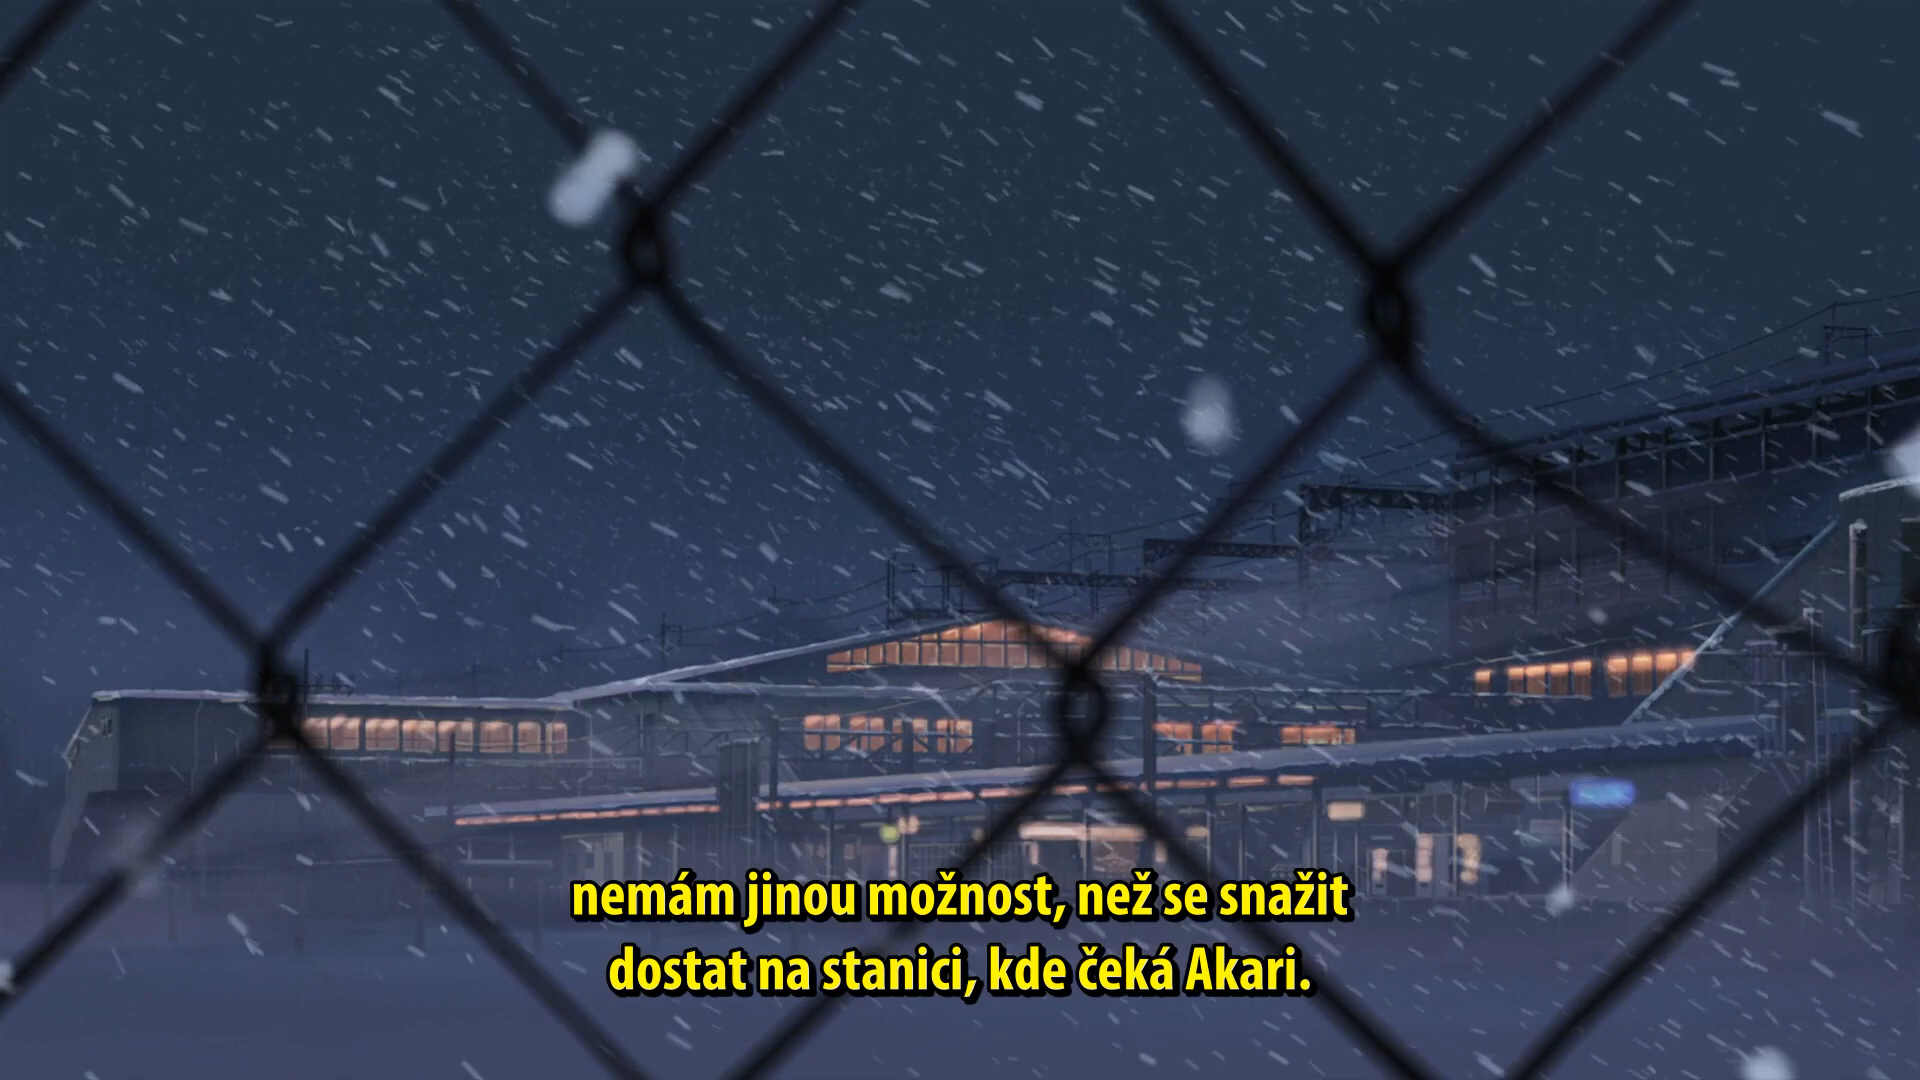 nemám jinou možnost, než se snažit
dostat na stanici, kde čeká Akari.